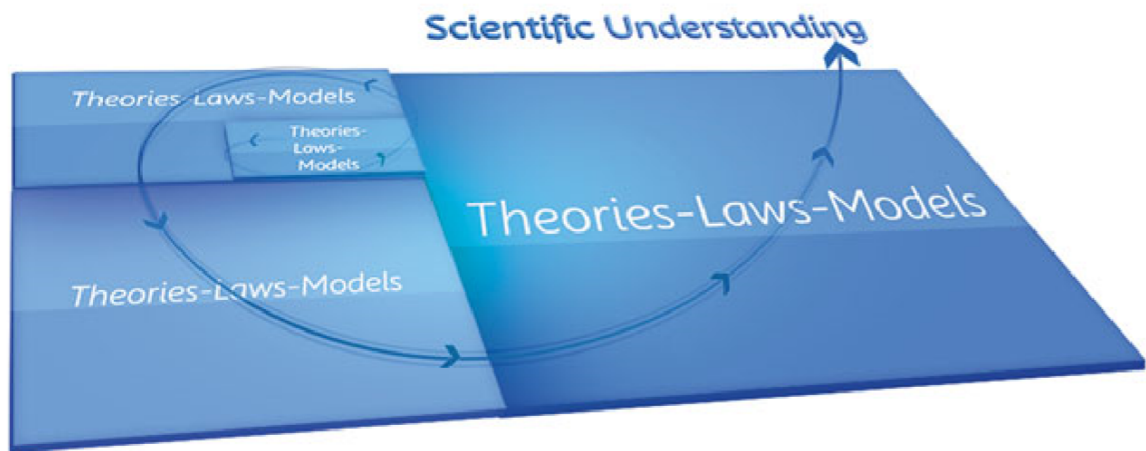 Scientific Understanding
Theories-Laws-Models
Theories-
Laws-
Models
Theories-Laws-Models
Theories-Laws-Models